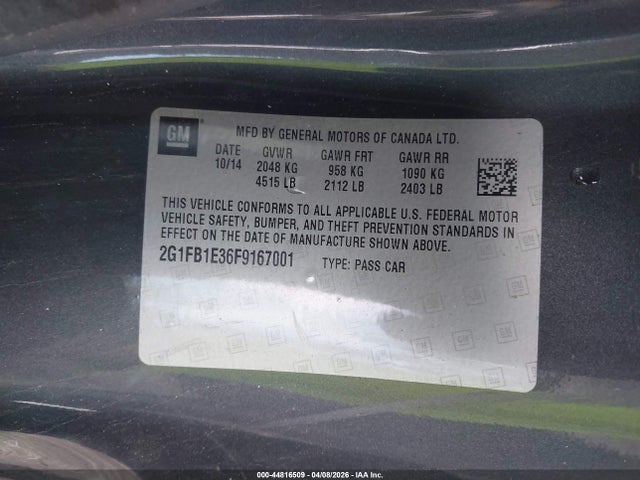 GM
MFD BY GENERAL MOTORS OF CANADA LTD.
DATE GVWR GAWR FRT GAWR RR
10/14 2048 KG 958 KG 1090 KG
4515 LB 2112 LB 2403 LB
THIS VEHICLE CONFORMS TO ALL APPLICABLE U.S. FEDERAL MOTOR
VEHICLE SAFETY, BUMPER, AND THEFT PREVENTION STANDARDS IN
EFFECT ON THE DATE OF MANUFACTURE SHOWN ABOVE.
2G1FB1E36F9167001 TYPE: PASS CAR
000-44816509 04/08/2026 IAA Inc.